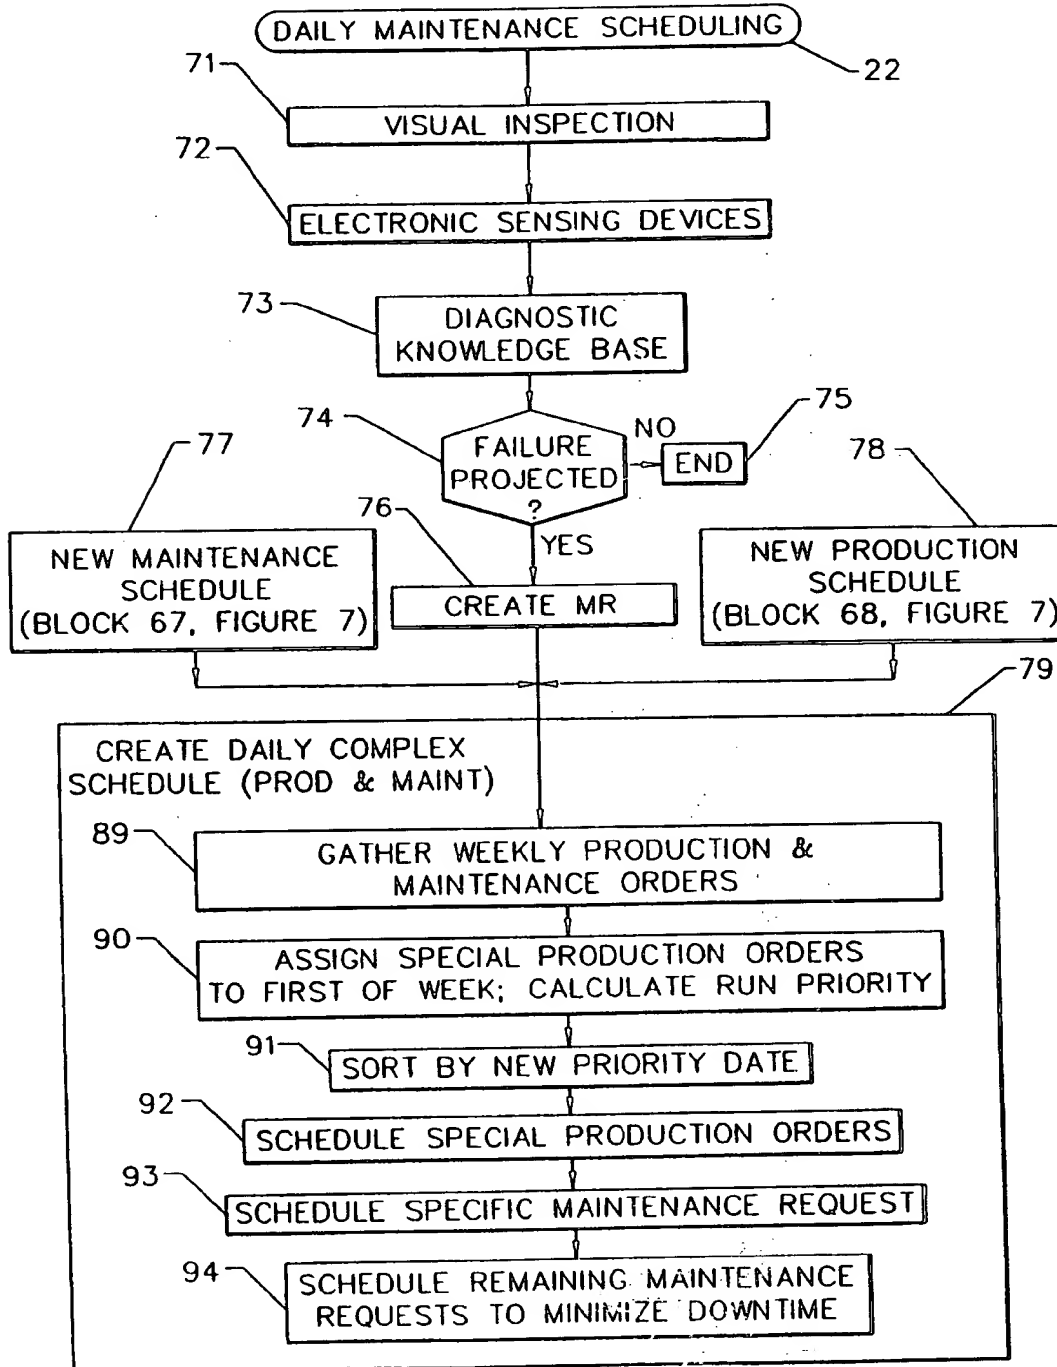 DAILY MAINTENANCE SCHEDULING
22
71
VISUAL INSPECTION
72
ELECTRONIC SENSING DEVICES
73
DIAGNOSTIC
KNOWLEDGE BASE
74
FAILURE
PROJECTED
?
NO
75
END
YES
77
NEW MAINTENANCE
SCHEDULE
(BLOCK 67, FIGURE 7)
76
CREATE MR
78
NEW PRODUCTION
SCHEDULE
(BLOCK 68, FIGURE 7)
79
CREATE DAILY COMPLEX
SCHEDULE (PROD & MAINT)
89
GATHER WEEKLY PRODUCTION &
MAINTENANCE ORDERS
90
ASSIGN SPECIAL PRODUCTION ORDERS
TO FIRST OF WEEK; CALCULATE RUN PRIORITY
91
SORT BY NEW PRIORITY DATE
92
SCHEDULE SPECIAL PRODUCTION ORDERS
93
SCHEDULE SPECIFIC MAINTENANCE REQUEST
94
SCHEDULE REMAINING MAINTENANCE
REQUESTS TO MINIMIZE DOWNTIME